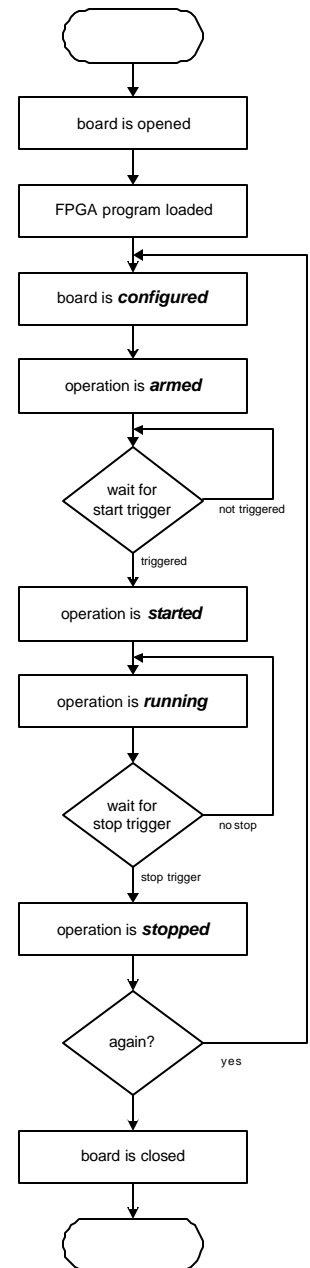 board is opened
FPGA program loaded
board is configured
operation is armed
wait for
start trigger
not triggered
triggered
operation is started
operation is running
wait for
stop trigger
no stop
stop trigger
operation is stopped
again?
yes
board is closed